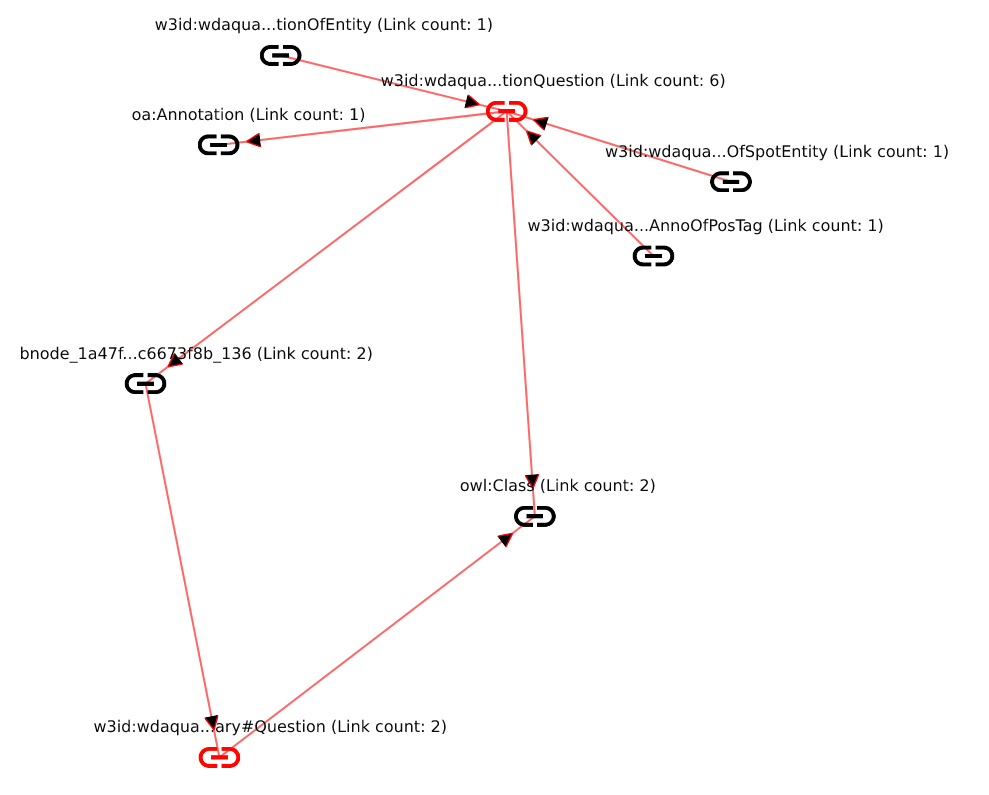 w3id:wdaqua...tionOfEntity (Link count: 1)
w3id:wdaqua...tionQuestion (Link count: 6)
oa:Annotation (Link count: 1)
w3id:wdaqua...OfSpotEntity (Link count: 1)
w3id:wdaqua...AnnoOfPosTag (Link count: 1)
bnode_1a47f...c6673f8b_136 (Link count: 2)
owl:Class (Link count: 2)
w3id:wdaqua...ary#Question (Link count: 2)